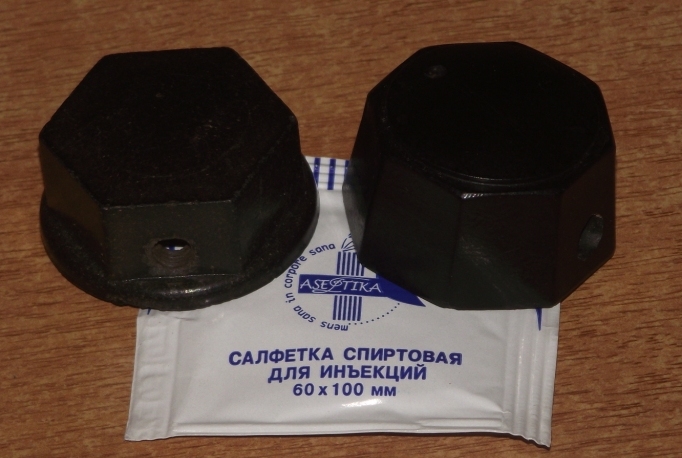 mens sana in corpore sana
ASEPTIKA
САЛФЕТКА СПИРТОВАЯ
ДЛЯ ИНЪЕКЦИЙ
60 х 100 мм